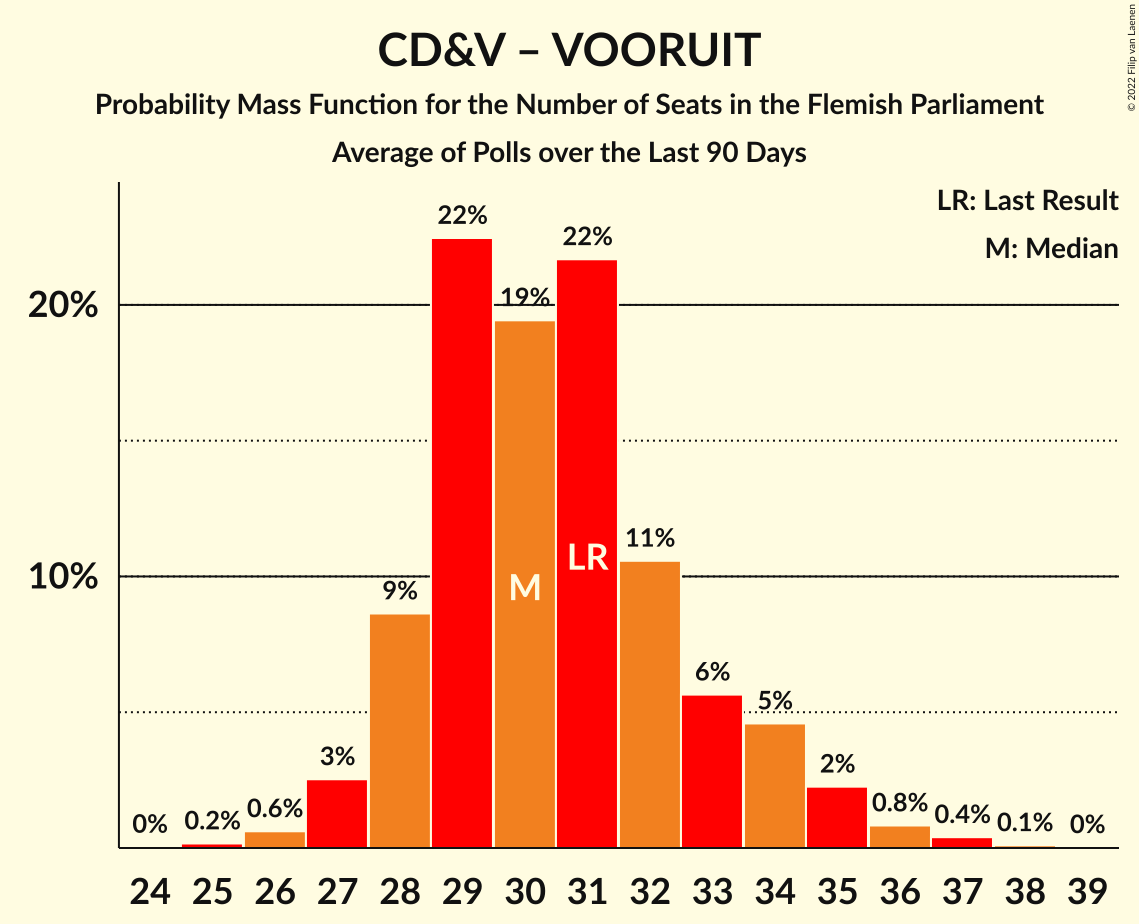 CD&V – VOORUIT
Probability Mass Function for the Number of Seats in the Flemish Parliament
Average of Polls over the Last 90 Days
© 2022 Filip van Laenen
LR: Last Result
M: Median
20%
10%
0%
0.2%
0.6%
3%
9%
22%
19%
22%
11%
6%
5%
2%
0.8%
0.4%
0.1%
0%
M
LR
24 25 26 27 28 29 30 31 32 33 34 35 36 37 38 39